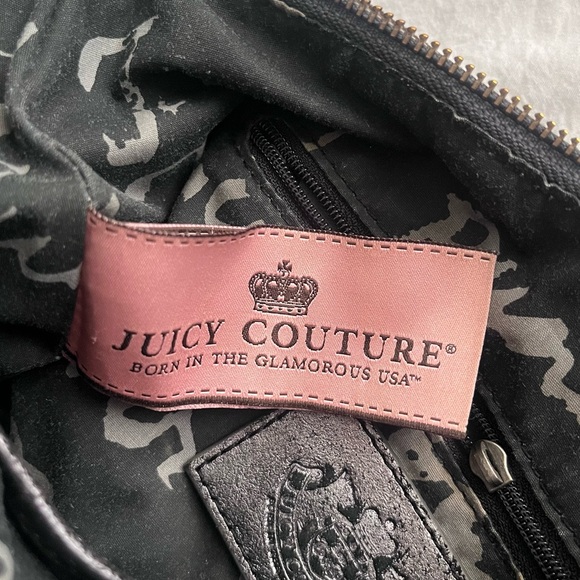 JUICY COUTURE®
BORN IN THE GLAMOROUS USA™